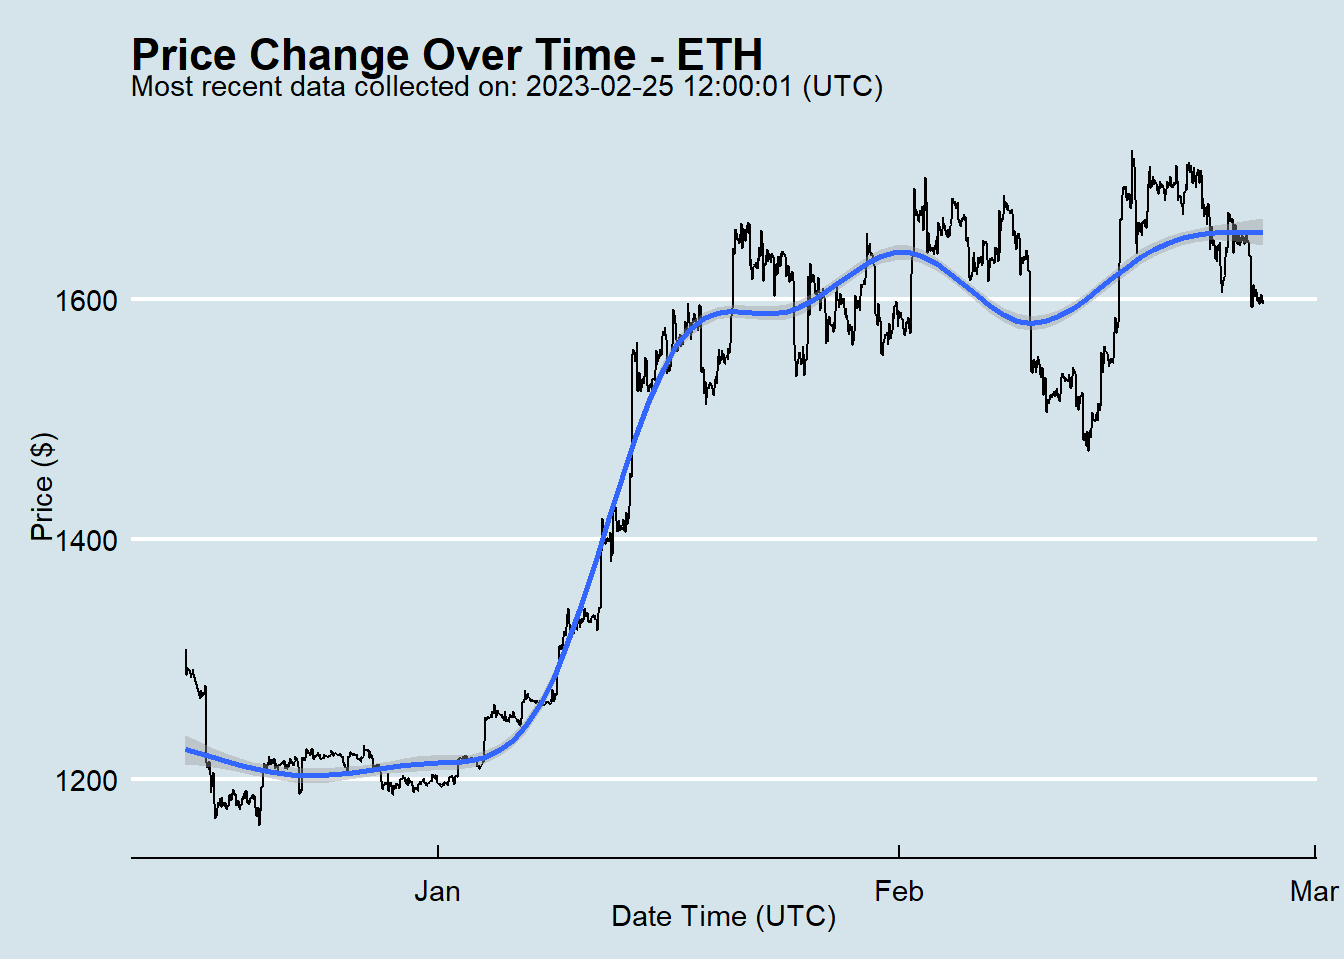 Price Change Over Time - ETH
Most recent data collected on: 2023-02-25 12:00:01 (UTC)
Price ($)
1600
1400
1200
Jan
Feb
Mar
Date Time (UTC)